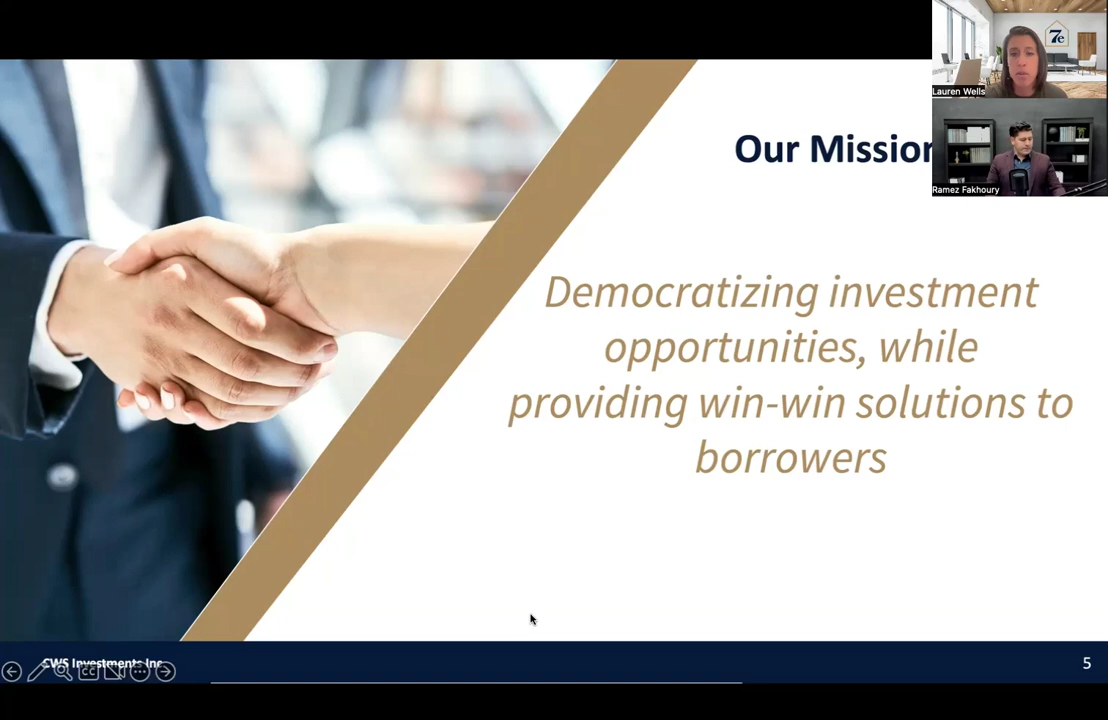 7e
Lauren Wells
Ramez Fakhoury
Our Mission
Democratizing investment
opportunities, while
providing win-win solutions to
borrowers
CWS Investments Inc
CC
5